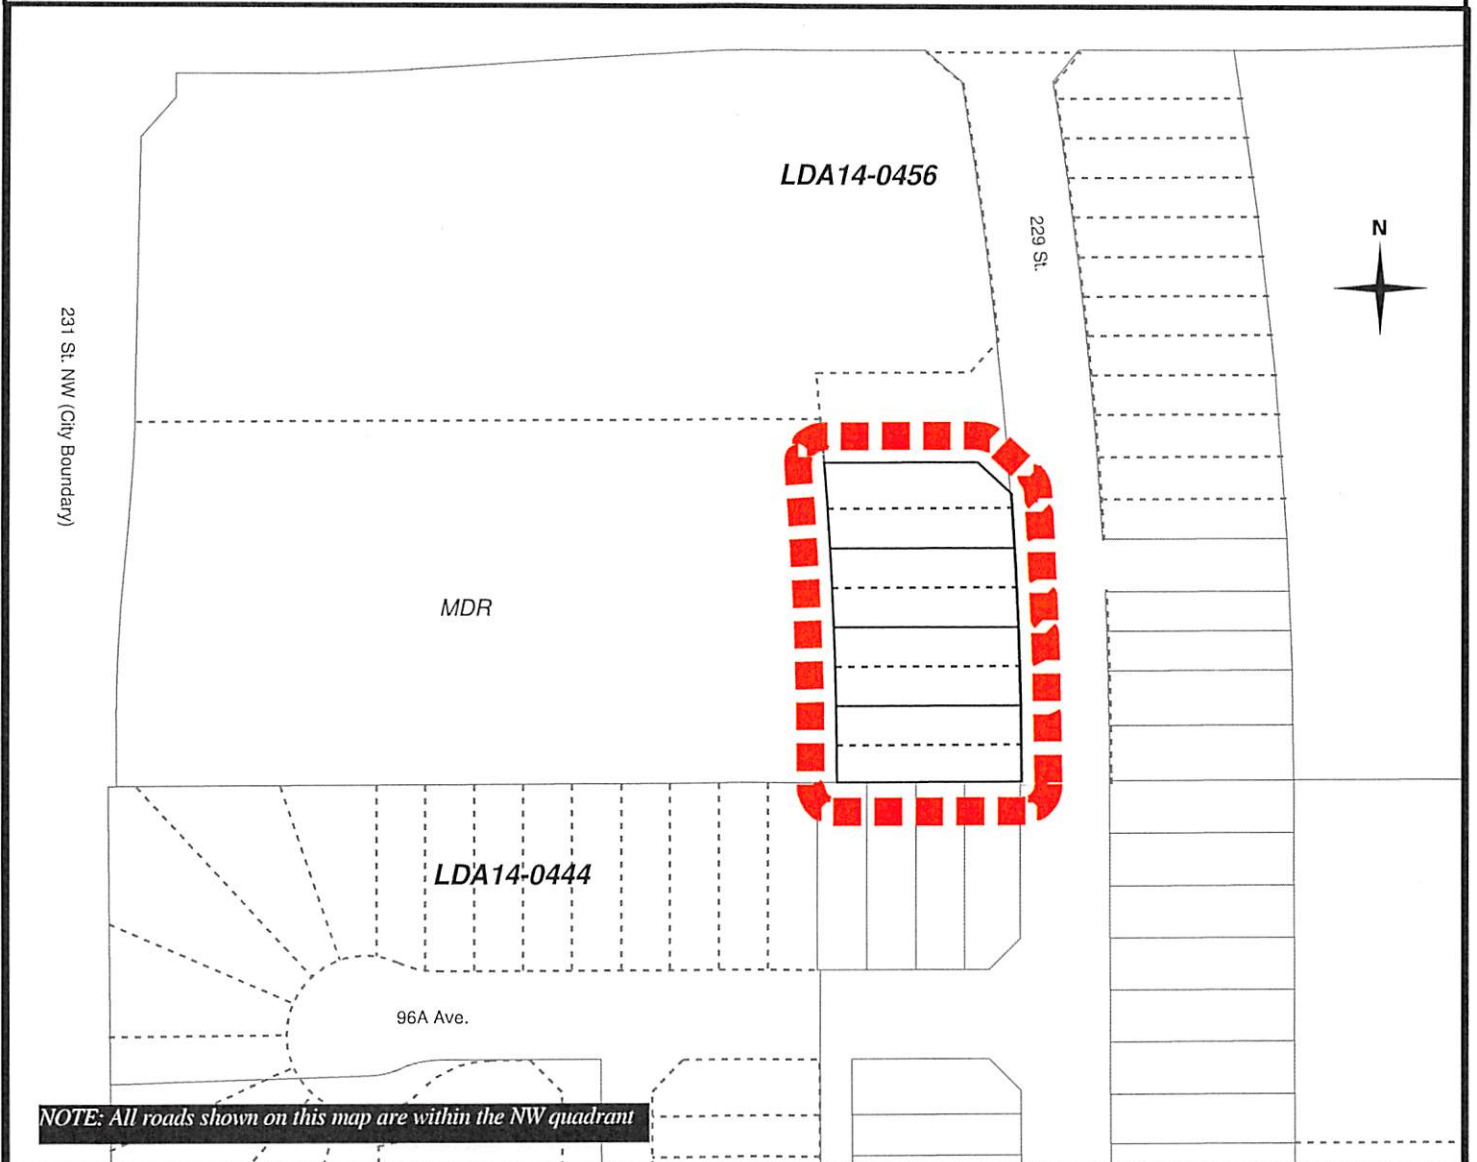 LDA14-0456
229 St.
N
231 St. NW (City Boundary)
MDR
LDA14-0444
96A Ave.
NOTE: All roads shown on this map are within the NW quadrant